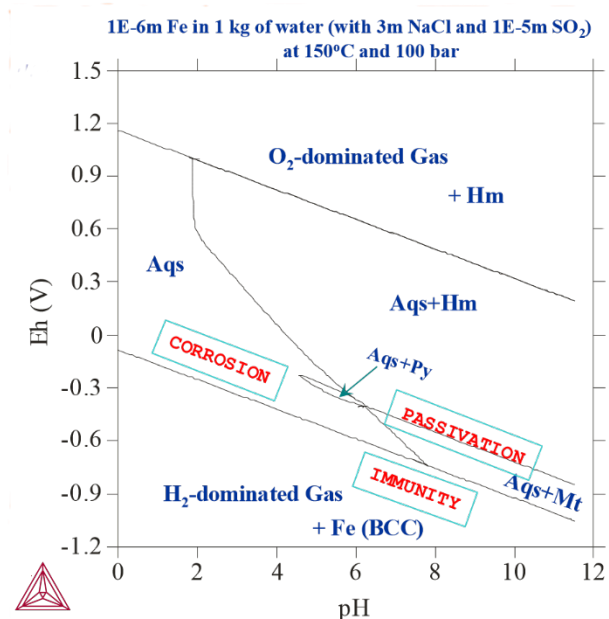 1E-6m Fe in 1 kg of water (with 3m NaCl and 1E-5m SO₂)
at 150°C and 100 bar
1.5
1.2
0.9
0.6
0.3
0
-0.3
-0.6
-0.9
-1.2
Eh (V)
O₂-dominated Gas
+ Hm
Aqs
Aqs+Hm
CORROSION
Aqs+Py
PASSIVATION
IMMUNITY
Aqs+Mt
H₂-dominated Gas
+ Fe (BCC)
0 2 4 6 8 10 12
pH